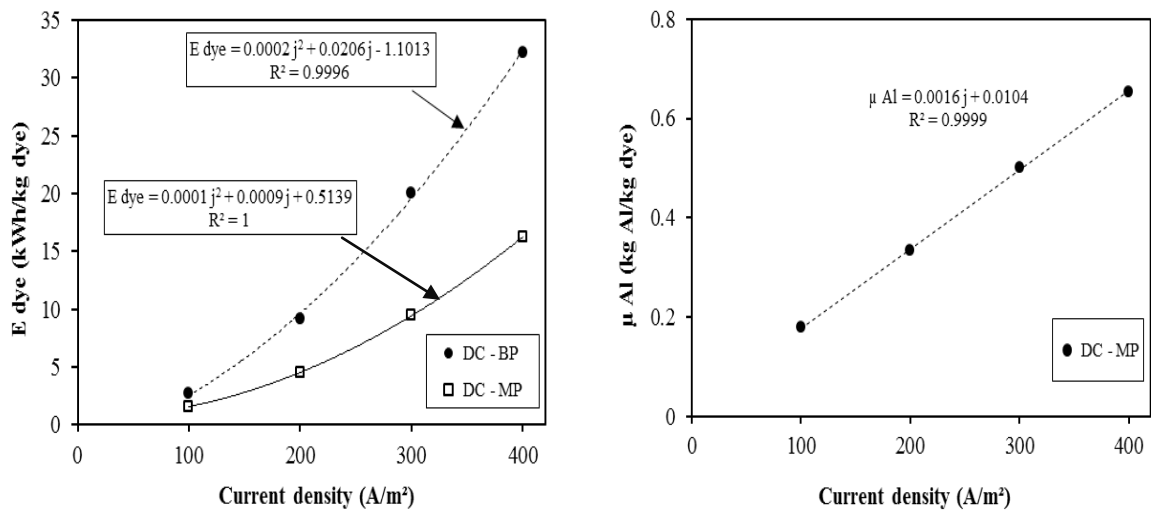 E dye (kWh/kg dye)
35
30
25
20
15
10
5
0
E dye = 0.0002 j² + 0.0206j - 1.1013
R² = 0.9996
E dye = 0.0001 j² + 0.0009 j + 0.5139
R² = 1
DC - BP
DC - MP
0 100 200 300 400
Current density (A/m²)
µ Al (kg Al/kg dye)
0.8
0.6
0.4
0.2
0
µ Al = 0.0016 j + 0.0104
R² = 0.9999
DC - MP
0 100 200 300 400
Current density (A/m²)